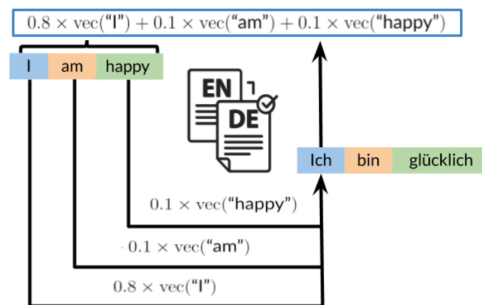 0.8 × vec(“I”) + 0.1 × vec(“am”) + 0.1 × vec(“happy”)
I am happy
EN
DE
Ich bin glücklich
0.1 × vec(“happy”)
0.1 × vec(“am”)
0.8 × vec(“I”)